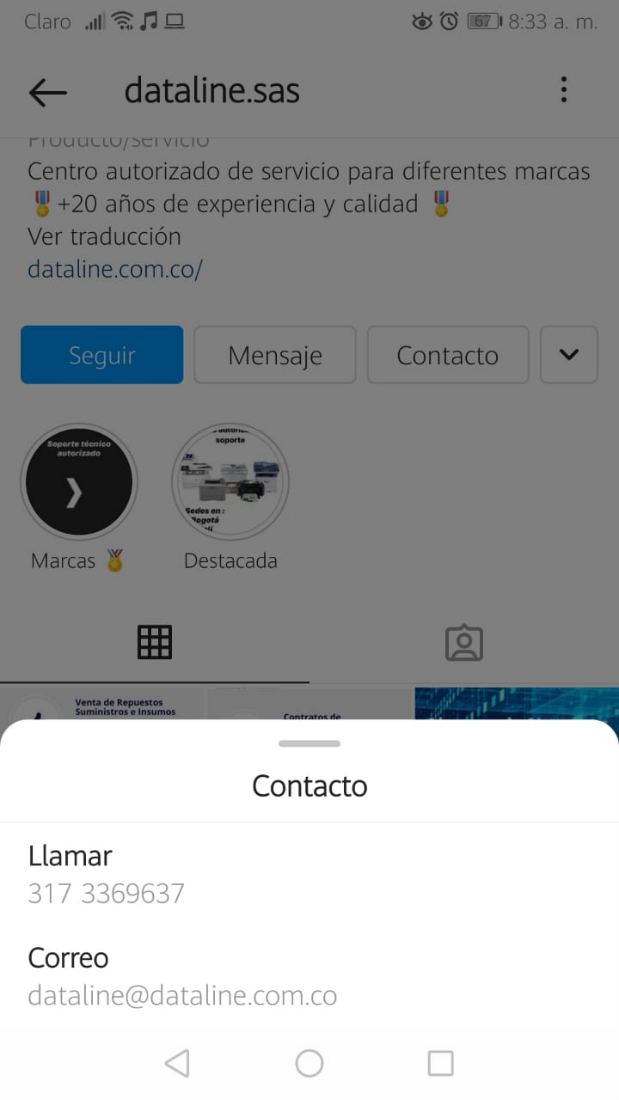 Claro
67 8:33 a. m.
dataline.sas
Producto/servicio
Centro autorizado de servicio para diferentes marcas
🎖️+20 años de experiencia y calidad 🎖️
Ver traducción
dataline.com.co/
Seguir
Mensaje
Contacto
Soporte técnico
autorizado
soporte
Sedes en :
Bogotá
Marcas 🏅
Destacada
Venta de Repuestos
Suministros e Insumos
Contratos de
Contacto
Llamar
317 3369637
Correo
dataline@dataline.com.co